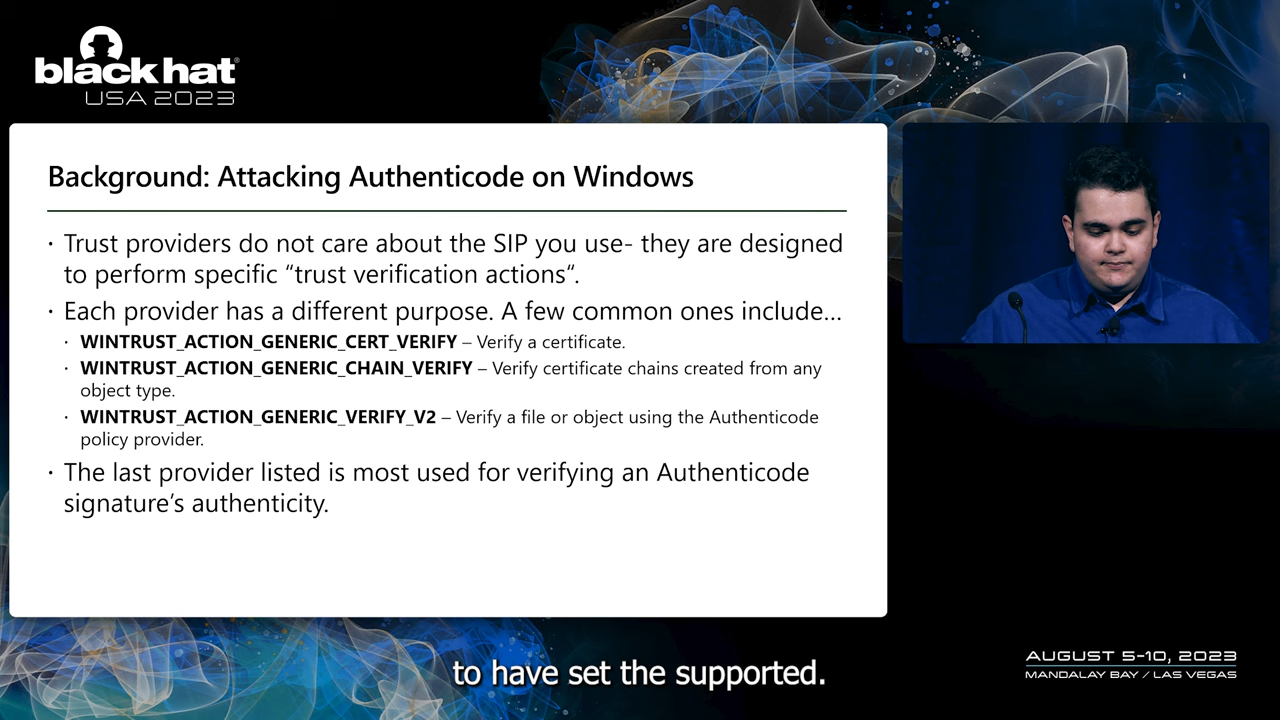 black hat®
USA 2023
Background: Attacking Authenticode on Windows
· Trust providers do not care about the SIP you use- they are designed
to perform specific “trust verification actions“.
· Each provider has a different purpose. A few common ones include…
· WINTRUST_ACTION_GENERIC_CERT_VERIFY – Verify a certificate.
· WINTRUST_ACTION_GENERIC_CHAIN_VERIFY – Verify certificate chains created from any
object type.
· WINTRUST_ACTION_GENERIC_VERIFY_V2 – Verify a file or object using the Authenticode
policy provider.
· The last provider listed is most used for verifying an Authenticode
signature’s authenticity.
to have set the supported.
AUGUST 5-10, 2023
MANDALAY BAY / LAS VEGAS